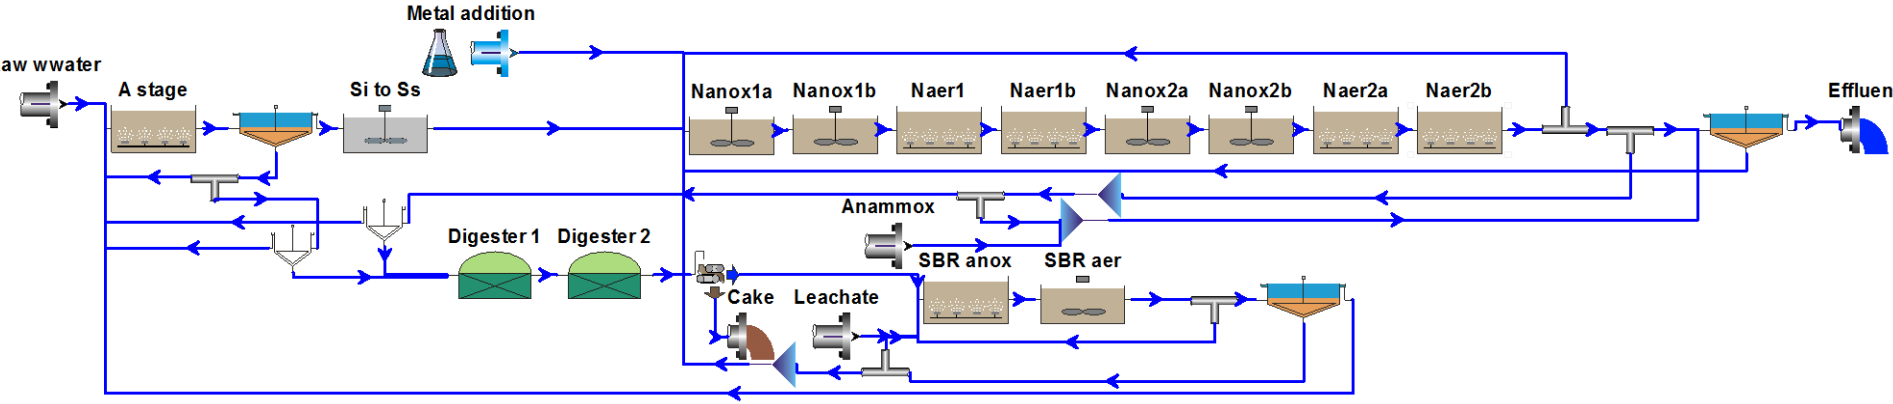 Metal addition
aw wwater
A stage
Si to Ss
Nanox1a
Nanox1b
Naer1
Naer1b
Nanox2a
Nanox2b
Naer2a
Naer2b
Effluen
Anammox
Digester 1
Digester 2
SBR anox
SBR aer
Cake
Leachate